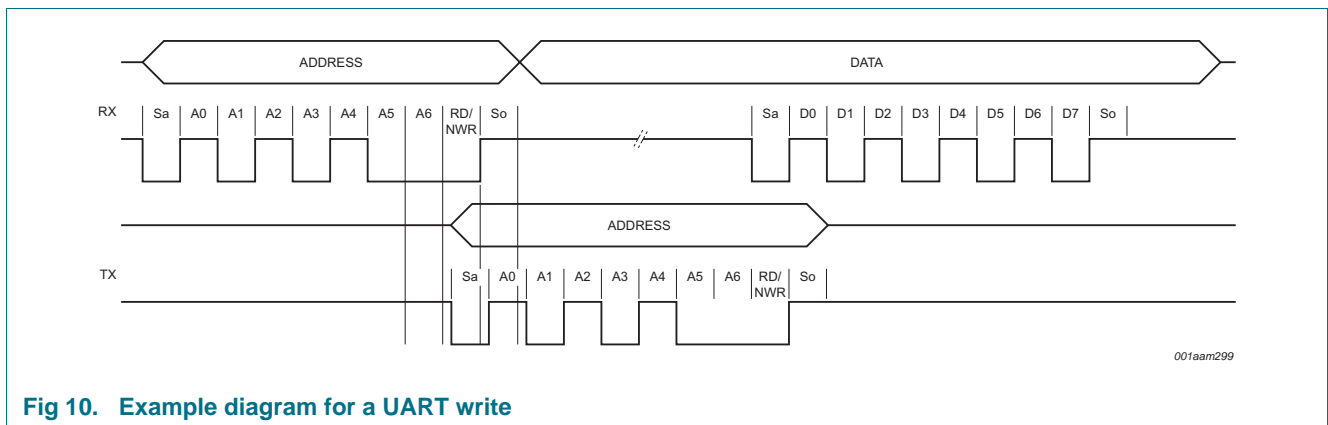 ADDRESS DATA
RX Sa A0 A1 A2 A3 A4 A5 A6 RD/ So Sa D0 D1 D2 D3 D4 D5 D6 D7 So
NWR
ADDRESS
TX Sa A0 A1 A2 A3 A4 A5 A6 RD/ So
NWR
001aam299
Fig 10. Example diagram for a UART write